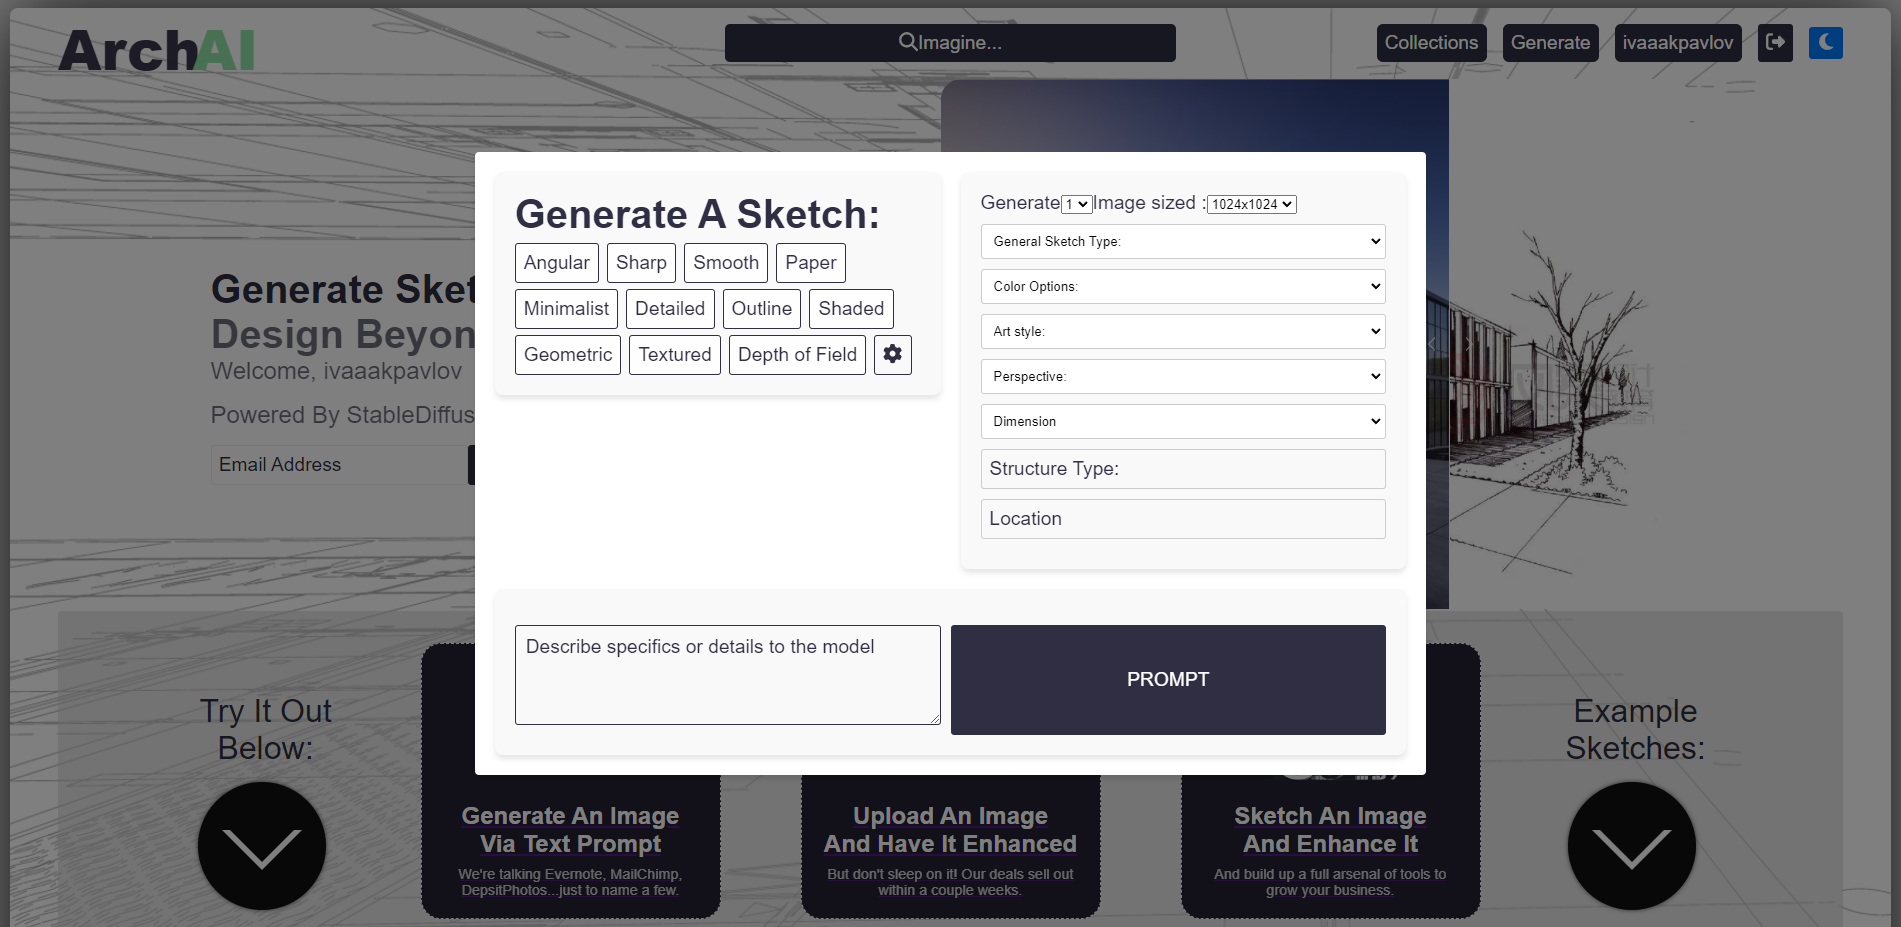 ArchAI
Imagine...
Collections
Generate
ivaaakpavlov
Generate A Sketch:
Angular Sharp Smooth Paper
Minimalist Detailed Outline Shaded
Geometric Textured Depth of Field
Generate 1 Image sized : 1024x1024
General Sketch Type:
Color Options:
Art style:
Perspective:
Dimension
Structure Type:
Location
Describe specifics or details to the model
PROMPT
Generate Sket
Design Beyon
Welcome, ivaaakpavlov
Powered By StableDiffus
Email Address
Try It Out
Below:
Generate An Image
Via Text Prompt
We're talking Evernote, MailChimp,
DepsitPhotos...just to name a few.
Upload An Image
And Have It Enhanced
But don't sleep on it! Our deals sell out
within a couple weeks.
Sketch An Image
And Enhance It
And build up a full arsenal of tools to
grow your business.
Example
Sketches: